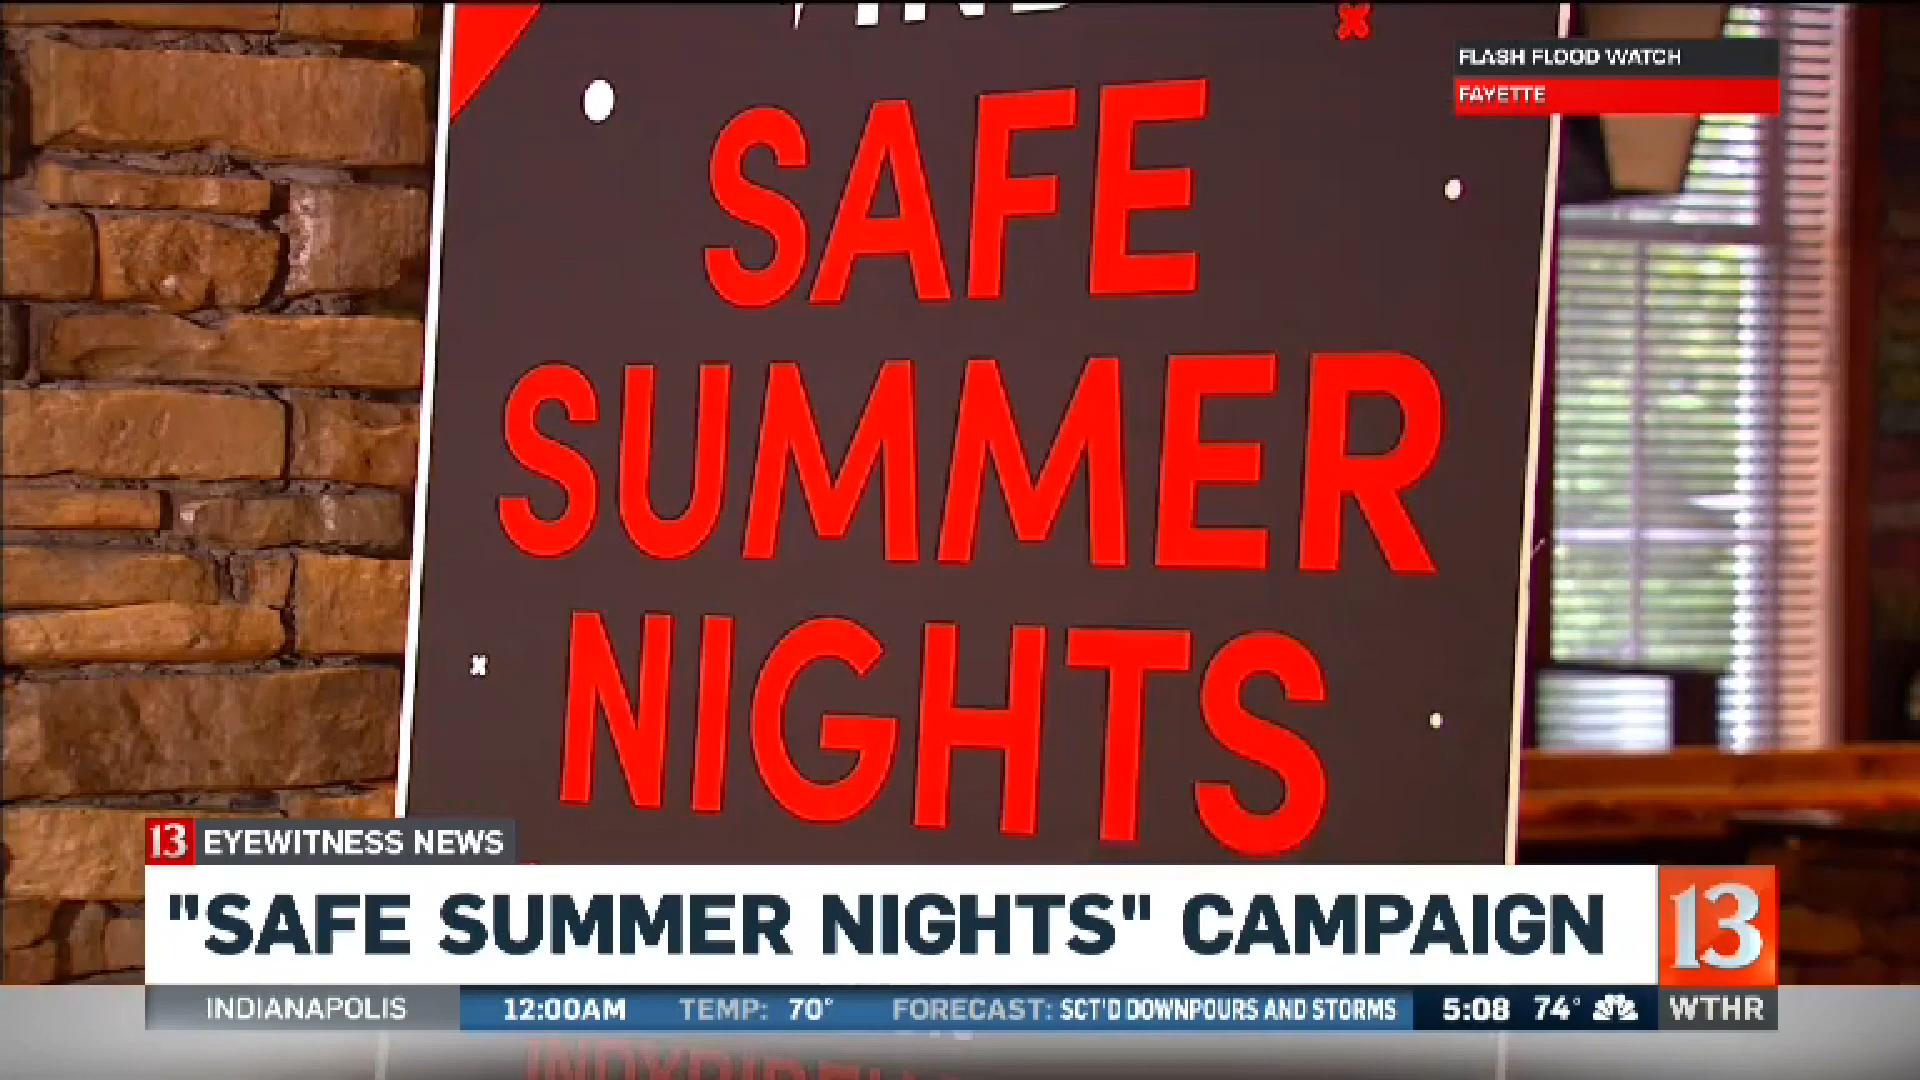 FLASH FLOOD WATCH
FAYETTE
SAFE
SUMMER
NIGHTS
13 EYEWITNESS NEWS
"SAFE SUMMER NIGHTS" CAMPAIGN
13
INDIANAPOLIS 12:00AM TEMP: 70° FORECAST: SCT'D DOWNPOURS AND STORMS 5:08 74° WTHR